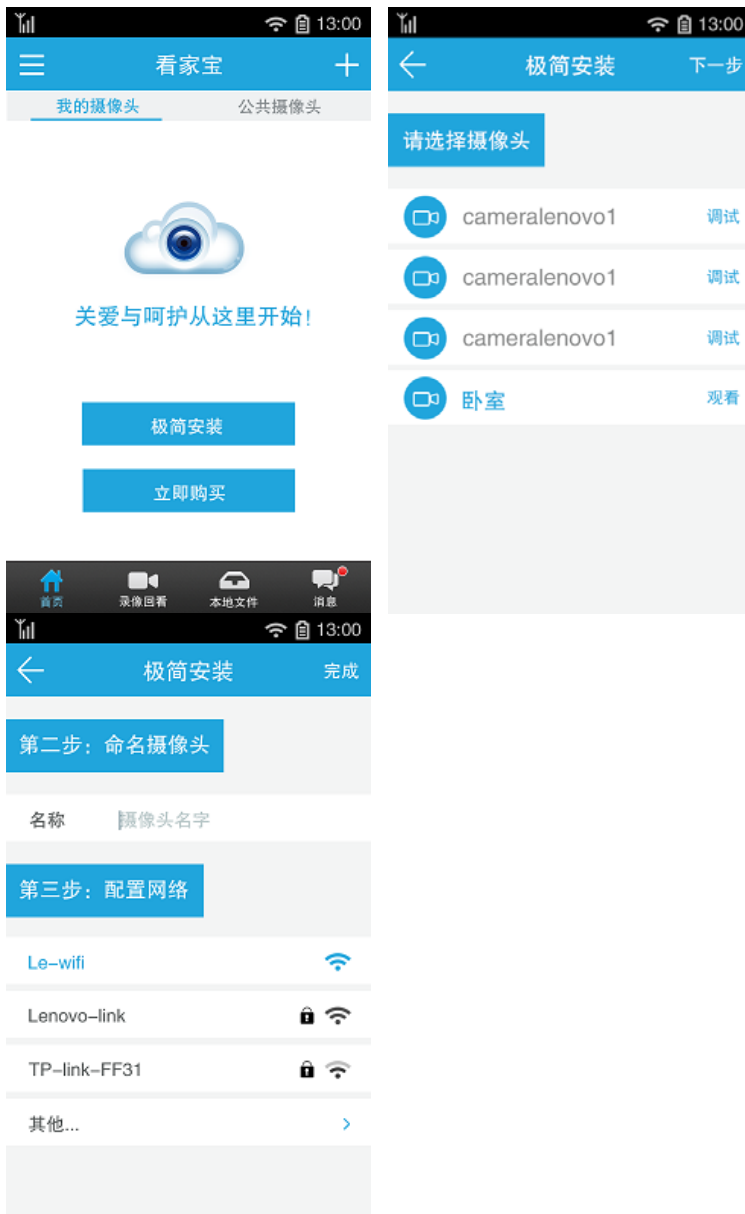 13:00
看家宝
我的摄像头 公共摄像头
关爱与呵护从这里开始!
极简安装
立即购买
首页 录像回看 本地文件 消息
13:00
极简安装 下一步
请选择摄像头
cameralenovo1 调试
cameralenovo1 调试
cameralenovo1 调试
卧室 观看
13:00
极简安装 完成
第二步：命名摄像头
名称 摄像头名字
第三步：配置网络
Le-wifi
Lenovo-link
TP-link-FF31
其他...